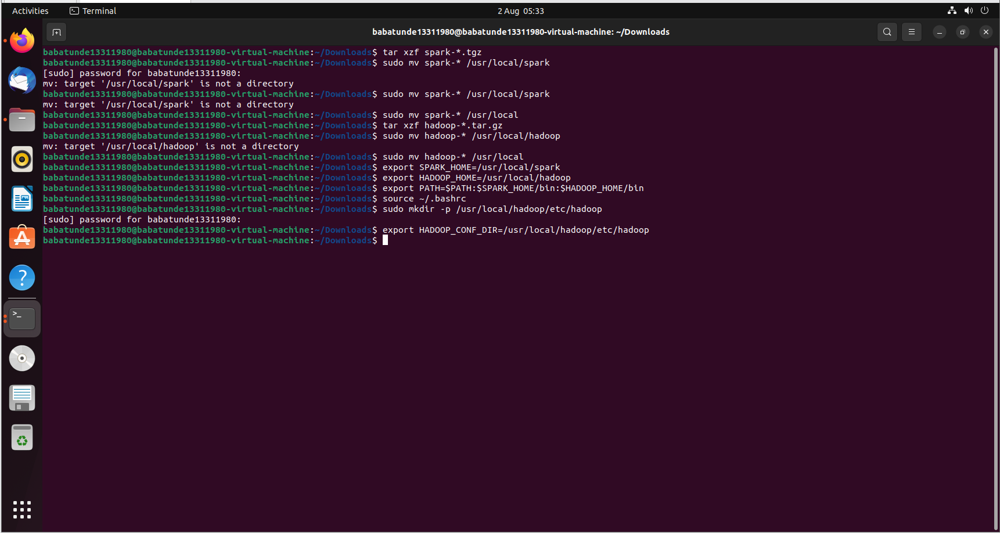 Activities
Terminal
2 Aug 05:33
babatunde13311980@babatunde13311980-virtual-machine: ~/Downloads
babatunde13311980@babatunde13311980-virtual-machine:~/Downloads$ tar xzf spark-*.tgz
babatunde13311980@babatunde13311980-virtual-machine:~/Downloads$ sudo mv spark-* /usr/local/spark
[sudo] password for babatunde13311980:
mv: target '/usr/local/spark' is not a directory
babatunde13311980@babatunde13311980-virtual-machine:~/Downloads$ sudo mv spark-* /usr/local/spark
mv: target '/usr/local/spark' is not a directory
babatunde13311980@babatunde13311980-virtual-machine:~/Downloads$ sudo mv spark-* /usr/local
babatunde13311980@babatunde13311980-virtual-machine:~/Downloads$ tar xzf hadoop-*.tar.gz
babatunde13311980@babatunde13311980-virtual-machine:~/Downloads$ sudo mv hadoop-* /usr/local/hadoop
mv: target '/usr/local/hadoop' is not a directory
babatunde13311980@babatunde13311980-virtual-machine:~/Downloads$ sudo mv hadoop-* /usr/local
babatunde13311980@babatunde13311980-virtual-machine:~/Downloads$ export SPARK_HOME=/usr/local/spark
babatunde13311980@babatunde13311980-virtual-machine:~/Downloads$ export HADOOP_HOME=/usr/local/hadoop
babatunde13311980@babatunde13311980-virtual-machine:~/Downloads$ export PATH=$PATH:$SPARK_HOME/bin:$HADOOP_HOME/bin
babatunde13311980@babatunde13311980-virtual-machine:~/Downloads$ source ~/.bashrc
babatunde13311980@babatunde13311980-virtual-machine:~/Downloads$ sudo mkdir -p /usr/local/hadoop/etc/hadoop
[sudo] password for babatunde13311980:
babatunde13311980@babatunde13311980-virtual-machine:~/Downloads$ export HADOOP_CONF_DIR=/usr/local/hadoop/etc/hadoop
babatunde13311980@babatunde13311980-virtual-machine:~/Downloads$